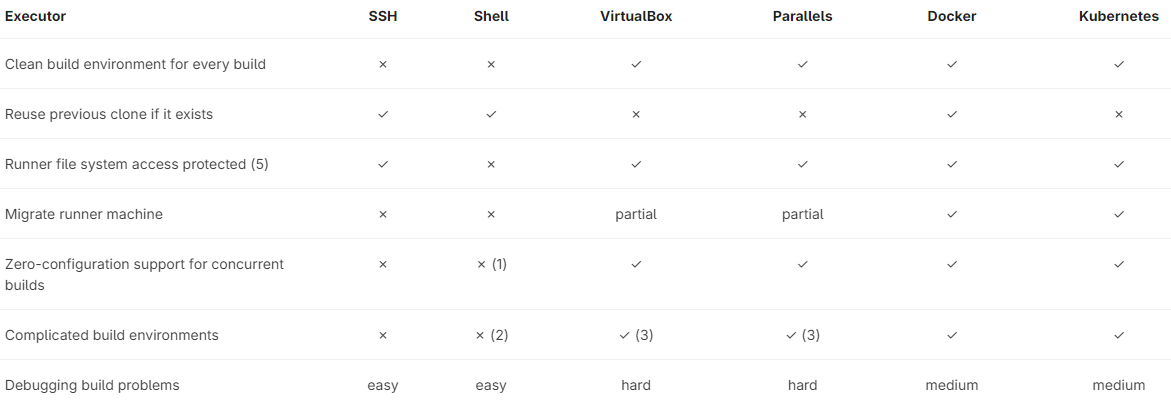 Executor SSH Shell VirtualBox Parallels Docker Kubernetes
Clean build environment for every build ✕ ✕ ✓ ✓ ✓ ✓
Reuse previous clone if it exists ✓ ✓ ✕ ✕ ✓ ✕
Runner file system access protected (5) ✓ ✕ ✓ ✓ ✓ ✓
Migrate runner machine ✕ ✕ partial partial ✓ ✓
Zero-configuration support for concurrent ✕ ✕ (1) ✓ ✓ ✓ ✓
builds
Complicated build environments ✕ ✕ (2) ✓ (3) ✓ (3) ✓ ✓
Debugging build problems easy easy hard hard medium medium